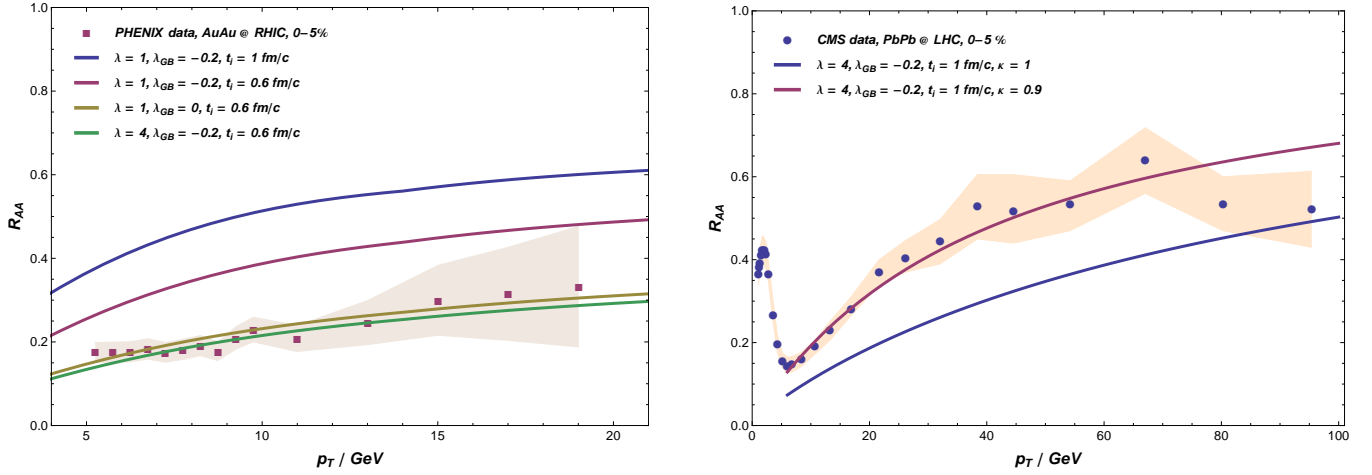 1.0
0.8
0.6
0.4
0.2
0.0
R_AA
PHENIX data, AuAu @ RHIC, 0–5%
λ = 1, λ_GB = −0.2, t_i = 1 fm/c
λ = 1, λ_GB = −0.2, t_i = 0.6 fm/c
λ = 1, λ_GB = 0, t_i = 0.6 fm/c
λ = 4, λ_GB = −0.2, t_i = 0.6 fm/c
5 10 15 20
p_T / GeV
1.0
0.8
0.6
0.4
0.2
0.0
R_AA
CMS data, PbPb @ LHC, 0–5 %
λ = 4, λ_GB = −0.2, t_i = 1 fm/c, κ = 1
λ = 4, λ_GB = −0.2, t_i = 1 fm/c, κ = 0.9
0 20 40 60 80 100
p_T / GeV